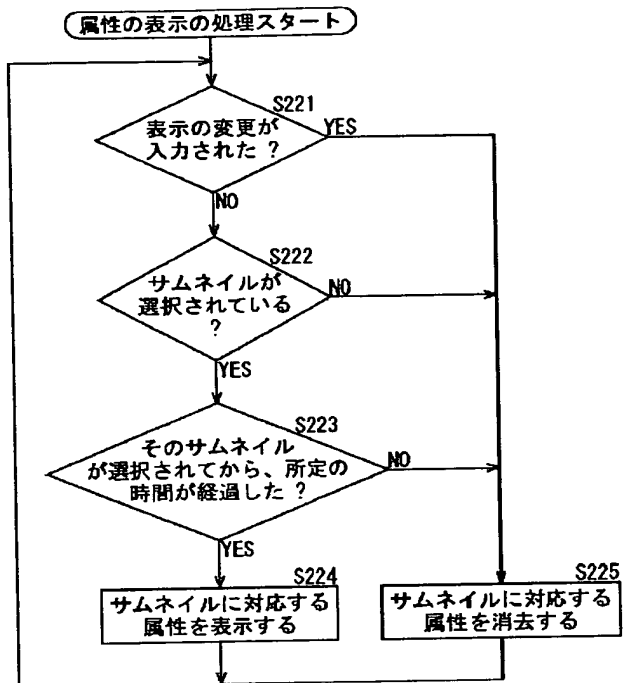 属性の表示の処理スタート
S221
表示の変更が
入力された ?
YES
NO
S222
サムネイルが
選択されている
?
NO
YES
S223
そのサムネイル
が選択されてから、所定の
時間が経過した ?
NO
YES
S224
サムネイルに対応する
属性を表示する
S225
サムネイルに対応する
属性を消去する